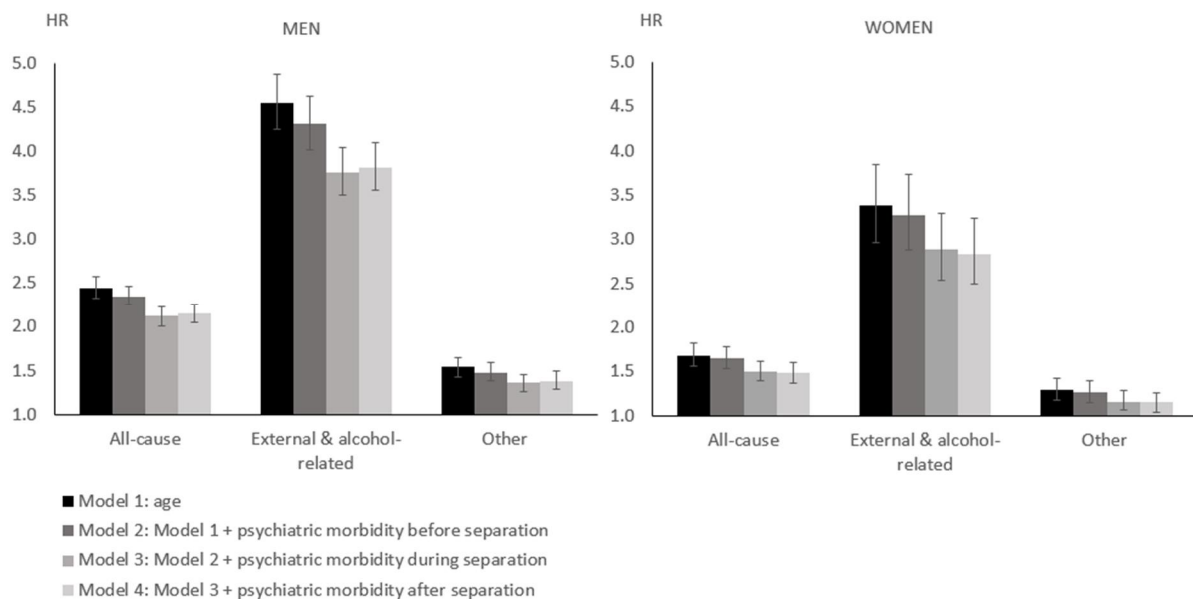 HR
MEN
5.0
4.5
4.0
3.5
3.0
2.5
2.0
1.5
1.0
All-cause
External & alcohol-
related
Other
HR
WOMEN
5.0
4.5
4.0
3.5
3.0
2.5
2.0
1.5
1.0
All-cause
External & alcohol-
related
Other
Model 1: age
Model 2: Model 1 + psychiatric morbidity before separation
Model 3: Model 2 + psychiatric morbidity during separation
Model 4: Model 3 + psychiatric morbidity after separation